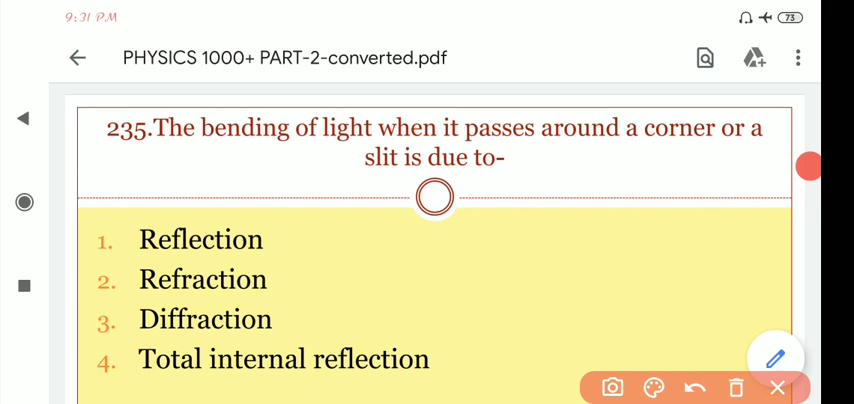 9:31 P.M
73
PHYSICS 1000+ PART-2-converted.pdf
235.The bending of light when it passes around a corner or a
slit is due to-
1. Reflection
2. Refraction
3. Diffraction
4. Total internal reflection